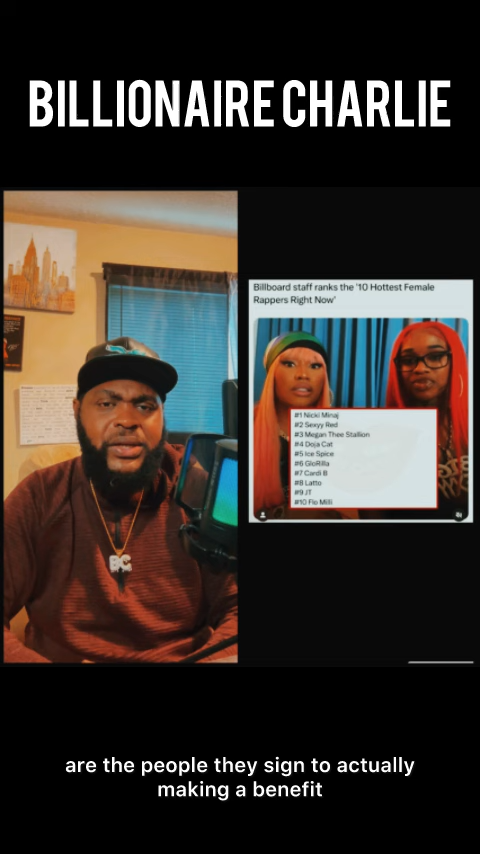 BILLIONAIRE CHARLIE
Billboard staff ranks the '10 Hottest Female
Rappers Right Now'
#1 Nicki Minaj
#2 Sexyy Red
#3 Megan Thee Stallion
#4 Doja Cat
#5 Ice Spice
#6 GloRilla
#7 Cardi B
#8 Latto
#9 JT
#10 Flo Milli
BC
are the people they sign to actually
making a benefit